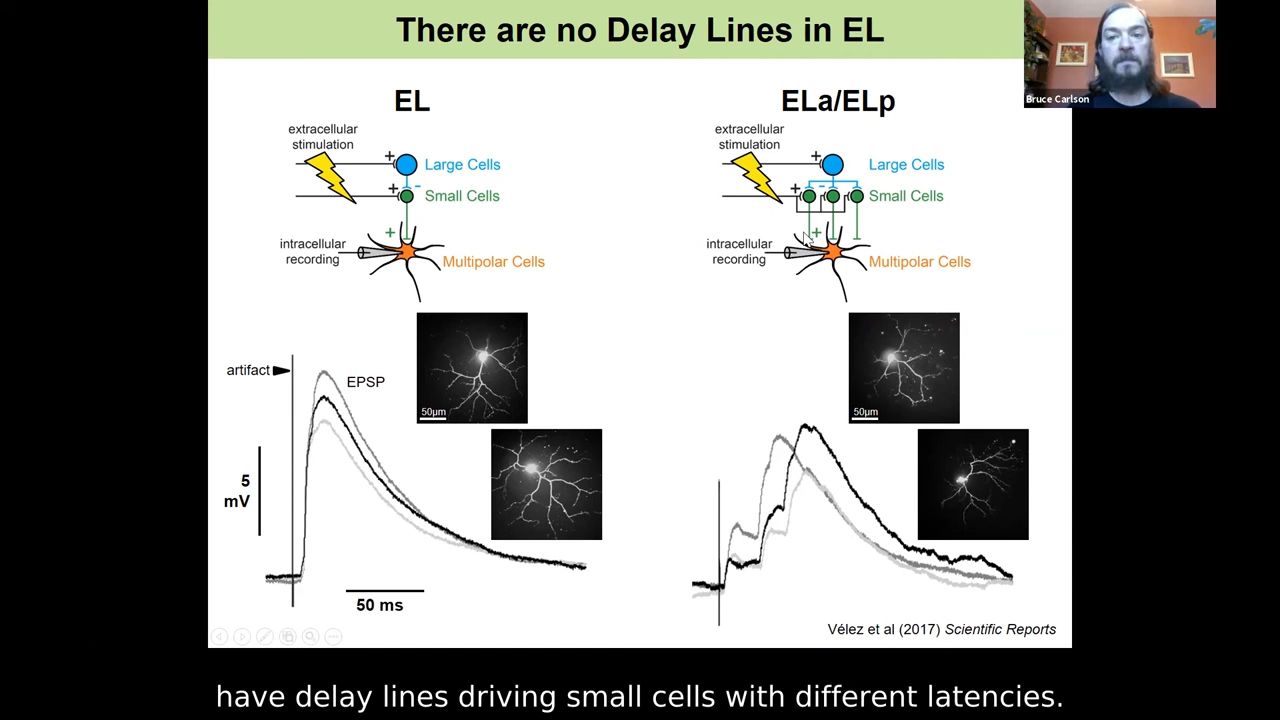 There are no Delay Lines in EL
Bruce Carlson
EL
extracellular
stimulation
+
Large Cells
-
+
Small Cells
+
intracellular
recording
Multipolar Cells
artifact
EPSP
5
mV
50 ms
50µm
ELa/ELp
extracellular
stimulation
+
Large Cells
+
-
Small Cells
+
intracellular
recording
Multipolar Cells
50µm
Vélez et al (2017) Scientific Reports
have delay lines driving small cells with different latencies.